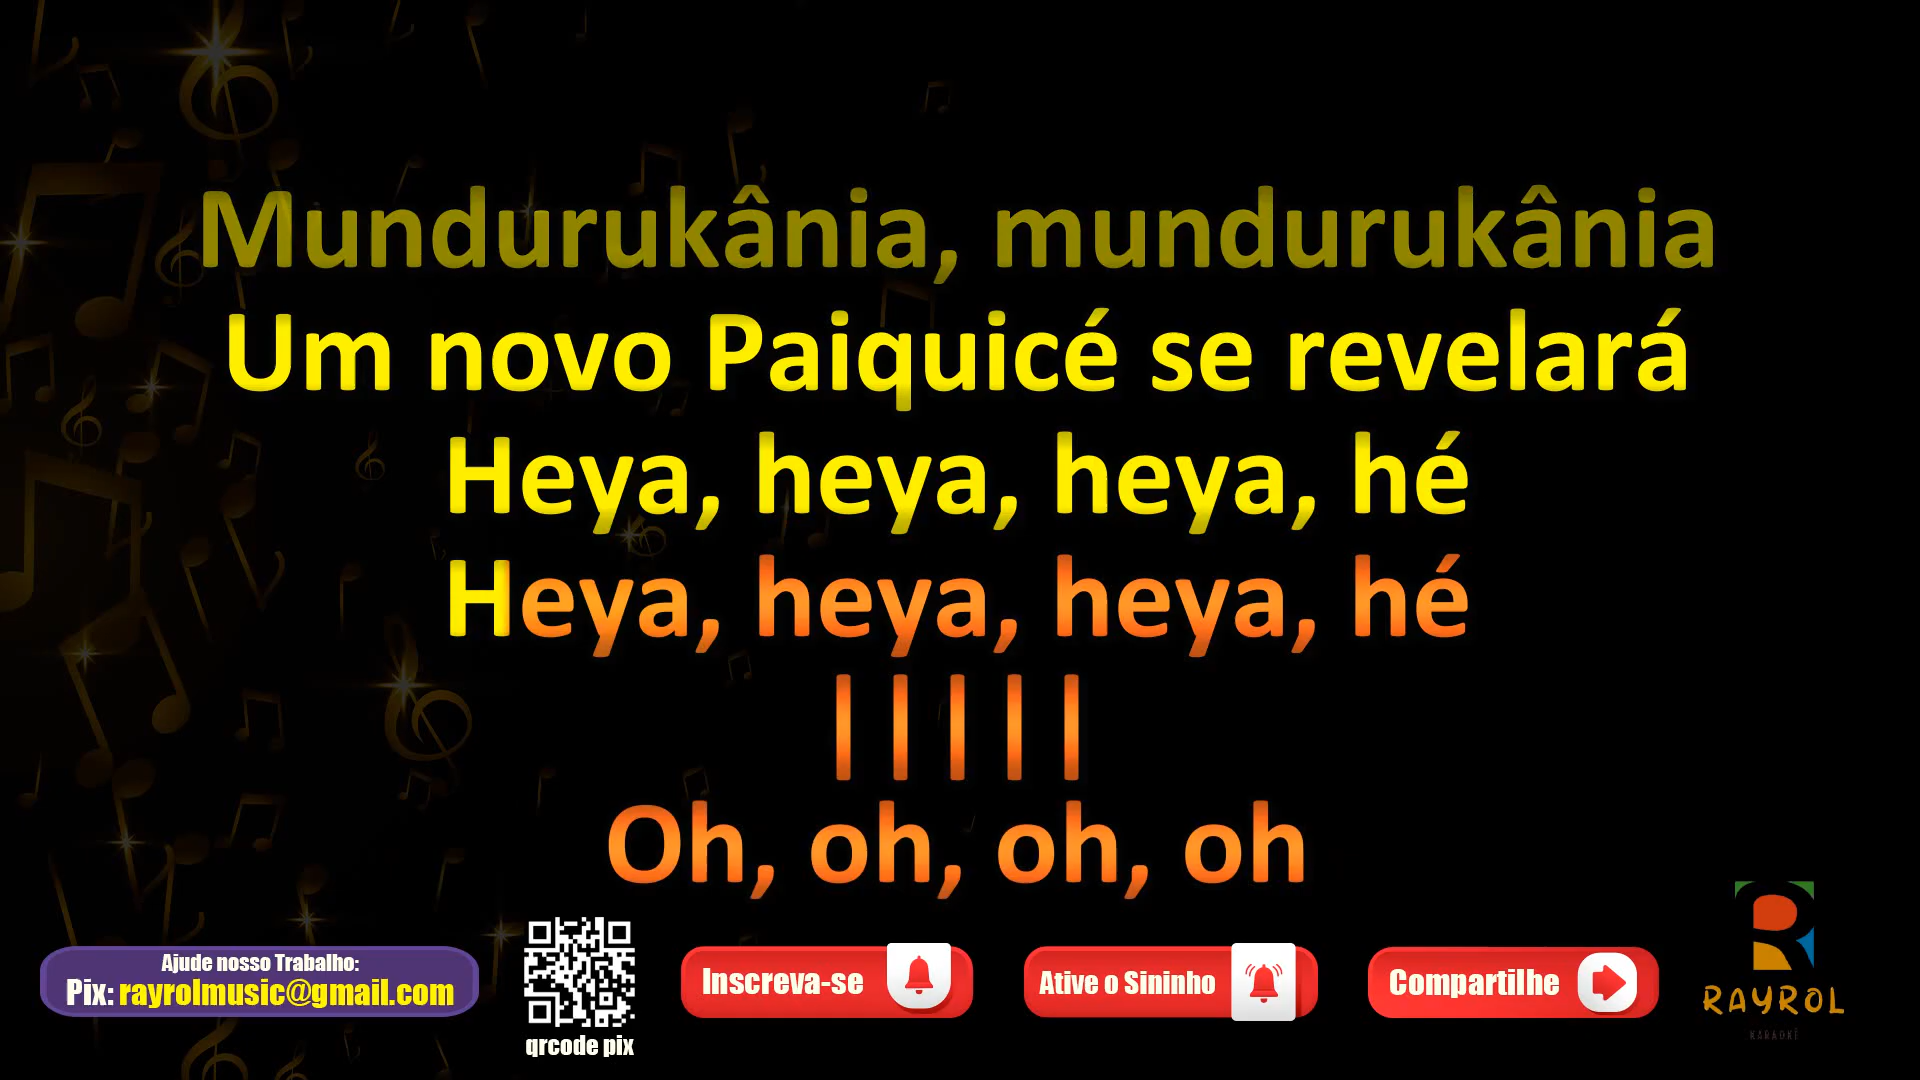 Mundurukânia, mundurukânia
Um novo Paiquicé se revelará
Heya, heya, heya, hé
Heya, heya, heya, hé
| | | | |
Oh, oh, oh, oh
Ajude nosso Trabalho:
Pix: rayrolmusic@gmail.com
qrcode pix
Inscreva-se
Ative o Sininho
Compartilhe
RAYROL
KARAOKÊ